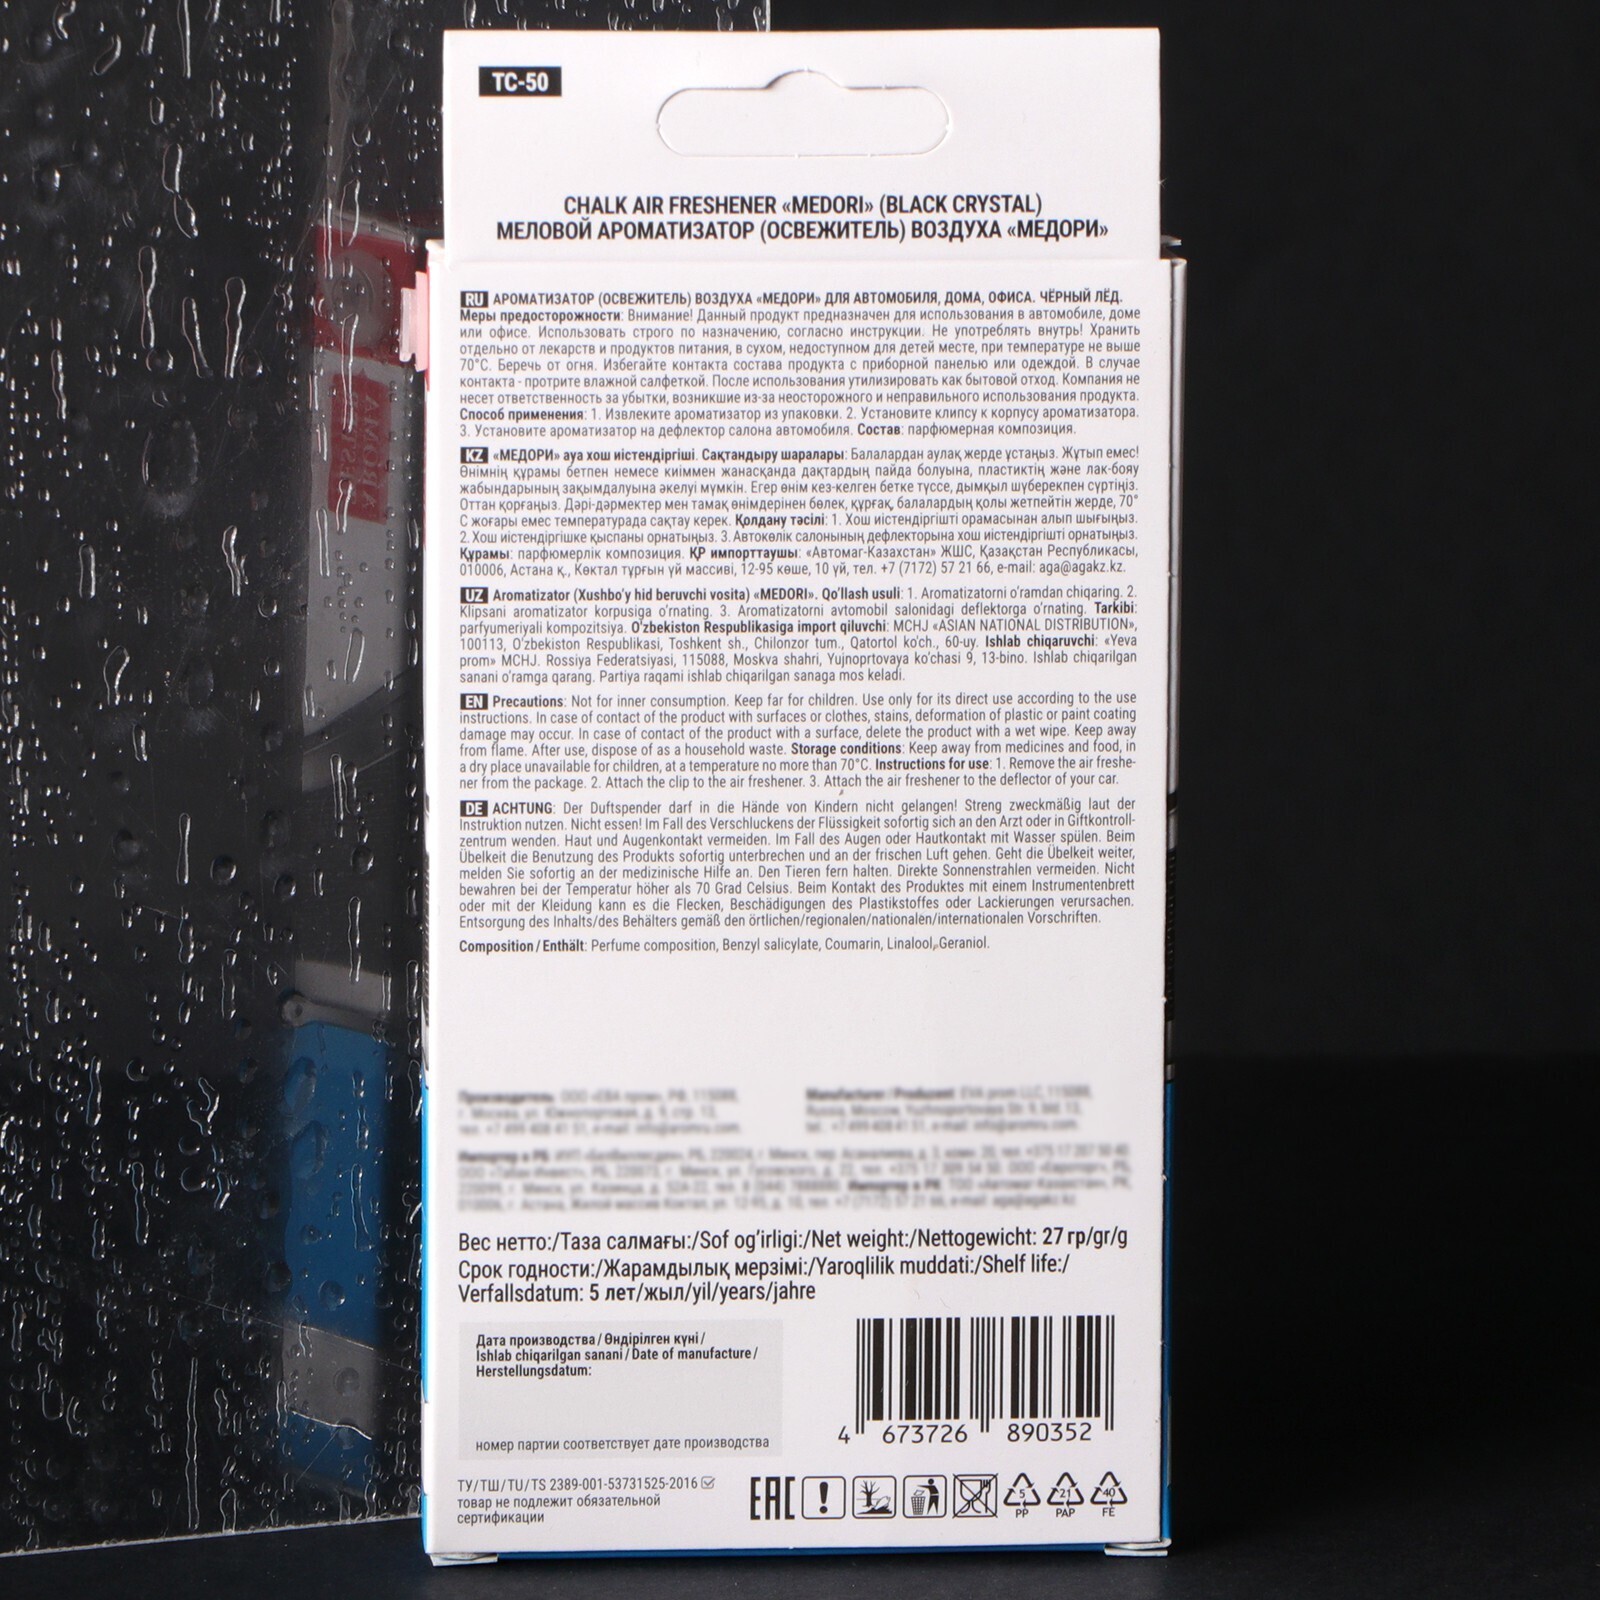 TC-50
CHALK AIR FRESHENER «MEDORI» (BLACK CRYSTAL)
МЕЛОВОЙ АРОМАТИЗАТОР (ОСВЕЖИТЕЛЬ) ВОЗДУХА «МЕДОРИ»
RU АРОМАТИЗАТОР (ОСВЕЖИТЕЛЬ) ВОЗДУХА «МЕДОРИ» ДЛЯ АВТОМОБИЛЯ, ДОМА, ОФИСА. ЧЁРНЫЙ ЛЁД.
Меры предосторожности: Внимание! Данный продукт предназначен для использования в автомобиле, доме
или офисе. Использовать строго по назначению, согласно инструкции. Не употреблять внутрь! Хранить
отдельно от лекарств и продуктов питания, в сухом, недоступном для детей месте, при температуре не выше
70°C. Беречь от огня. Избегайте контакта состава продукта с приборной панелью или одеждой. В случае
контакта - протрите влажной салфеткой. После использования утилизировать как бытовой отход. Компания не
несет ответственность за убытки, возникшие из-за неосторожного и неправильного использования продукта.
Способ применения: 1. Извлеките ароматизатор из упаковки. 2. Установите клипсу к корпусу ароматизатора.
3. Установите ароматизатор на дефлектор салона автомобиля. Состав: парфюмерная композиция.
KZ «МЕДОРИ» ауа хош иістендіргіші. Сақтандыру шаралары: Балалардан аулақ жерде ұстаңыз. Жұтып емес!
Өнімнің құрамы бетпен немесе киіммен жанасқанда дақтардың пайда болуына, пластиктің және лак-бояу
жабындарының зақымдалуына әкелуі мүмкін. Егер өнім кез-келген бетке түссе, дымқыл шүберекпен сүртіңіз.
Оттан қорғаңыз. Дәрі-дәрмектер мен тамақ өнімдерінен бөлек, құрғақ, балалардың қолы жетпейтін жерде, 70°
С жоғары емес температурада сақтау керек. Қолдану тәсілі: 1. Хош иістендіргішті орамасынан алып шығыңыз.
2. Хош иістендіргішке қыспаны орнатыңыз. 3. Автокөлік салонының дефлекторына хош иістендіргішті орнатыңыз.
Құрамы: парфюмерлік композиция. ҚР импорттаушы: «Автомаг-Казахстан» ЖШС, Қазақстан Республикасы,
010006, Астана қ., Көктал тұрғын үй массиві, 12-95 көше, 10 үй, тел. +7 (7172) 57 21 66, e-mail: aga@agakz.kz.
UZ Aromatizator (Xushbo'y hid beruvchi vosita) «MEDORI». Qo'llash usuli: 1. Aromatizatorni o'ramdan chiqaring. 2.
Klipsani aromatizator korpusiga o'rnating. 3. Aromatizatorni avtomobil salonidagi deflektorga o'rnating. Tarkibi:
parfyumeriyali kompozitsiya. O'zbekiston Respublikasiga import qiluvchi: MCHJ «ASIAN NATIONAL DISTRIBUTION»,
100113, O'zbekiston Respublikasi, Toshkent sh., Chilonzor tum., Qatortol ko'ch., 60-uy. Ishlab chiqaruvchi: «Yeva
prom» MCHJ. Rossiya Federatsiyasi, 115088, Moskva shahri, Yujnoprtovaya ko'chasi 9, 13-bino. Ishlab chiqarilgan
sanani o'ramga qarang. Partiya raqami ishlab chiqarilgan sanaga mos keladi.
EN Precautions: Not for inner consumption. Keep far for children. Use only for its direct use according to the use
instructions. In case of contact of the product with surfaces or clothes, stains, deformation of plastic or paint coating
damage may occur. In case of contact of the product with a surface, delete the product with a wet wipe. Keep away
from flame. After use, dispose of as a household waste. Storage conditions: Keep away from medicines and food, in
a dry place unavailable for children, at a temperature no more than 70°C. Instructions for use: 1. Remove the air freshe-
ner from the package. 2. Attach the clip to the air freshener. 3. Attach the air freshener to the deflector of your car.
DE ACHTUNG: Der Duftspender darf in die Hände von Kindern nicht gelangen! Streng zweckmäßig laut der
Instruktion nutzen. Nicht essen! Im Fall des Verschluckens der Flüssigkeit sofortig sich an den Arzt oder in Giftkontroll-
zentrum wenden. Haut und Augenkontakt vermeiden. Im Fall des Augen oder Hautkontakt mit Wasser spülen. Beim
Übelkeit die Benutzung des Produkts sofortig unterbrechen und an der frischen Luft gehen. Geht die Übelkeit weiter,
melden Sie sofortig an der medizinische Hilfe an. Den Tieren fern halten. Direkte Sonnenstrahlen vermeiden. Nicht
bewahren bei der Temperatur höher als 70 Grad Celsius. Beim Kontakt des Produktes mit einem Instrumentenbrett
oder mit der Kleidung kann es die Flecken, Beschädigungen des Plastikstoffes oder Lackierungen verursachen.
Entsorgung des Inhalts/des Behälters gemäß den örtlichen/regionalen/nationalen/internationalen Vorschriften.
Composition / Enthält: Perfume composition, Benzyl salicylate, Coumarin, Linalool, Geraniol.
Вес нетто:/Таза салмағы:/Sof og'irligi:/Net weight:/Nettogewicht: 27 гр/gr/g
Срок годности:/Жарамдылық мерзімі:/Yaroqlilik muddati:/Shelf life:/
Verfallsdatum: 5 лет/жыл/yil/years/jahre
Дата производства / Өндірілген күні /
Ishlab chiqarilgan sanani / Date of manufacture /
Herstellungsdatum:
номер партии соответствует дате производства
4 673726 890352
ТУ/ТШ/TU/TS 2389-001-53731525-2016
товар не подлежит обязательной
сертификации
EAC
5 21 40
PP PAP FE